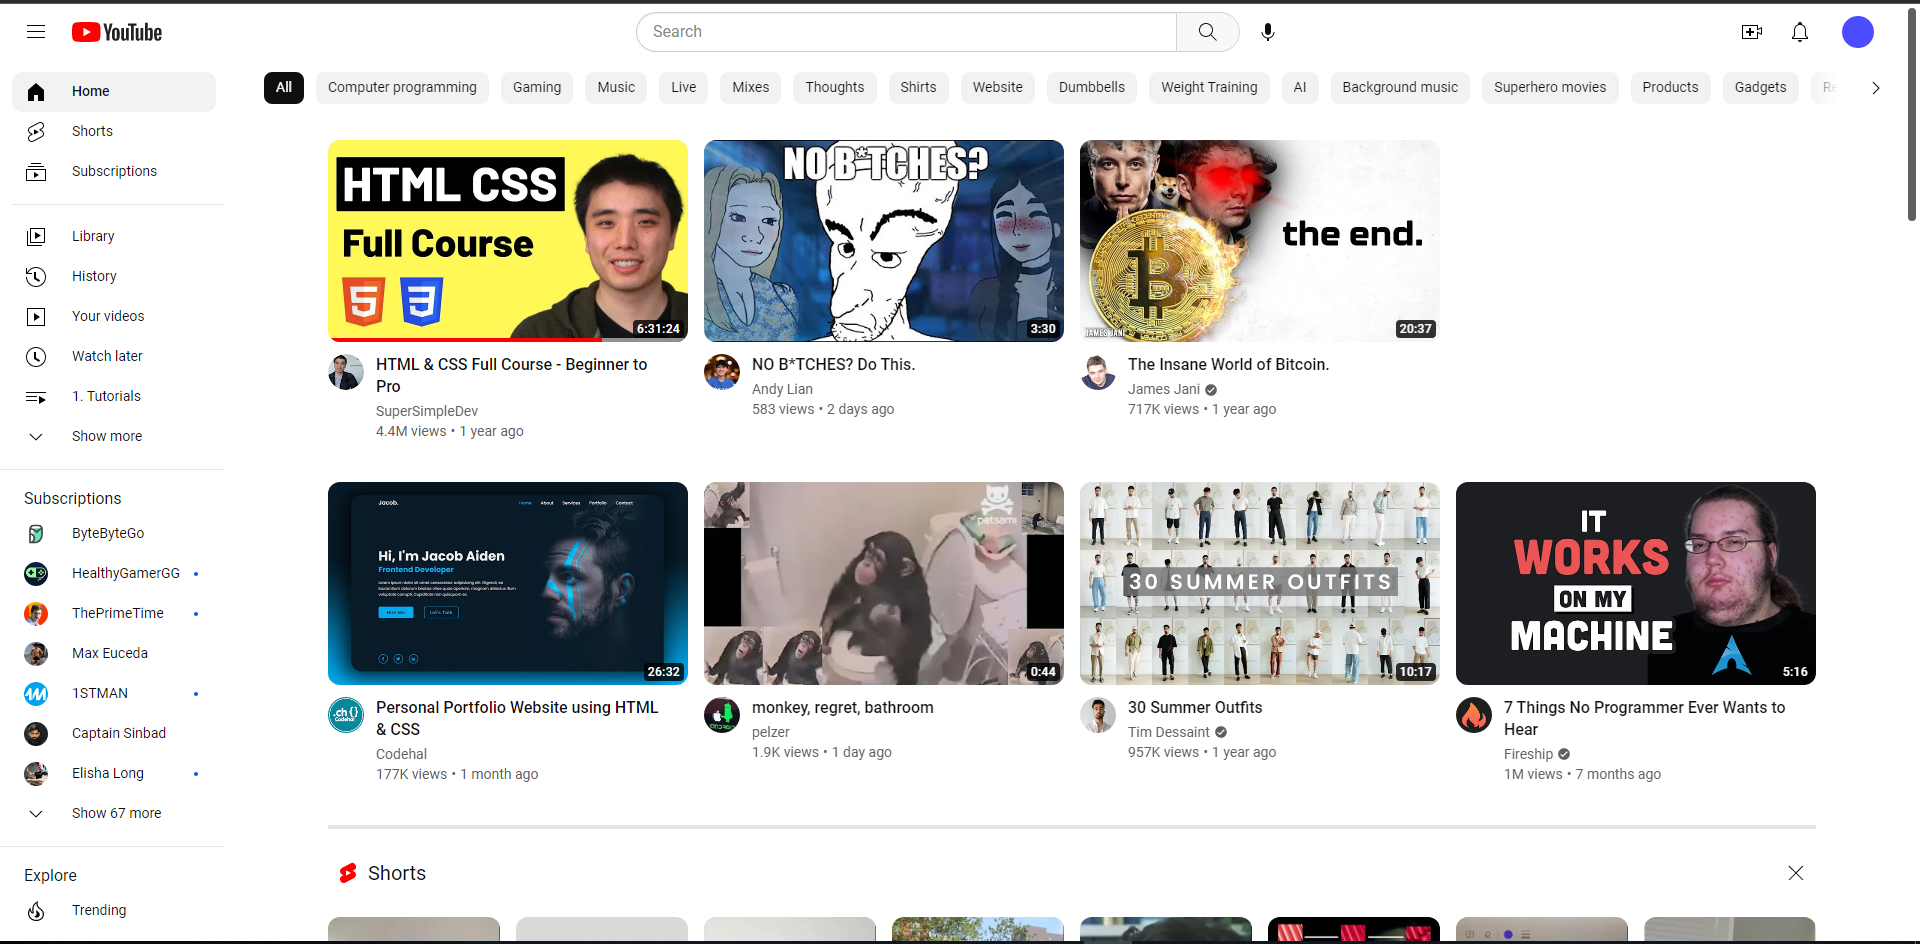 YouTube
Search
Home
Shorts
Subscriptions
Library
History
Your videos
Watch later
1. Tutorials
Show more
Subscriptions
ByteByteGo
HealthyGamerGG
ThePrimeTime
Max Euceda
1STMAN
Captain Sinbad
Elisha Long
Show 67 more
Explore
Trending
All
Computer programming
Gaming
Music
Live
Mixes
Thoughts
Shirts
Website
Dumbbells
Weight Training
AI
Background music
Superhero movies
Products
Gadgets
HTML CSS
Full Course
5
3
6:31:24
HTML & CSS Full Course - Beginner to
Pro
SuperSimpleDev
4.4M views • 1 year ago
NO B*TCHES?
3:30
NO B*TCHES? Do This.
Andy Lian
583 views • 2 days ago
the end.
JAMES JANI
20:37
The Insane World of Bitcoin.
James Jani
717K views • 1 year ago
Jacob.
Home About Services Portfolio Contact
Hi, I'm Jacob Aiden
Frontend Developer
Hire Me Let's Talk
26:32
.ch {}
Codehal
Personal Portfolio Website using HTML
& CSS
Codehal
177K views • 1 month ago
petsami
0:44
monkey, regret, bathroom
pelzer
1.9K views • 1 day ago
30 SUMMER OUTFITS
10:17
30 Summer Outfits
Tim Dessaint
957K views • 1 year ago
IT
WORKS
ON MY
MACHINE
5:16
7 Things No Programmer Ever Wants to
Hear
Fireship
1M views • 7 months ago
Shorts